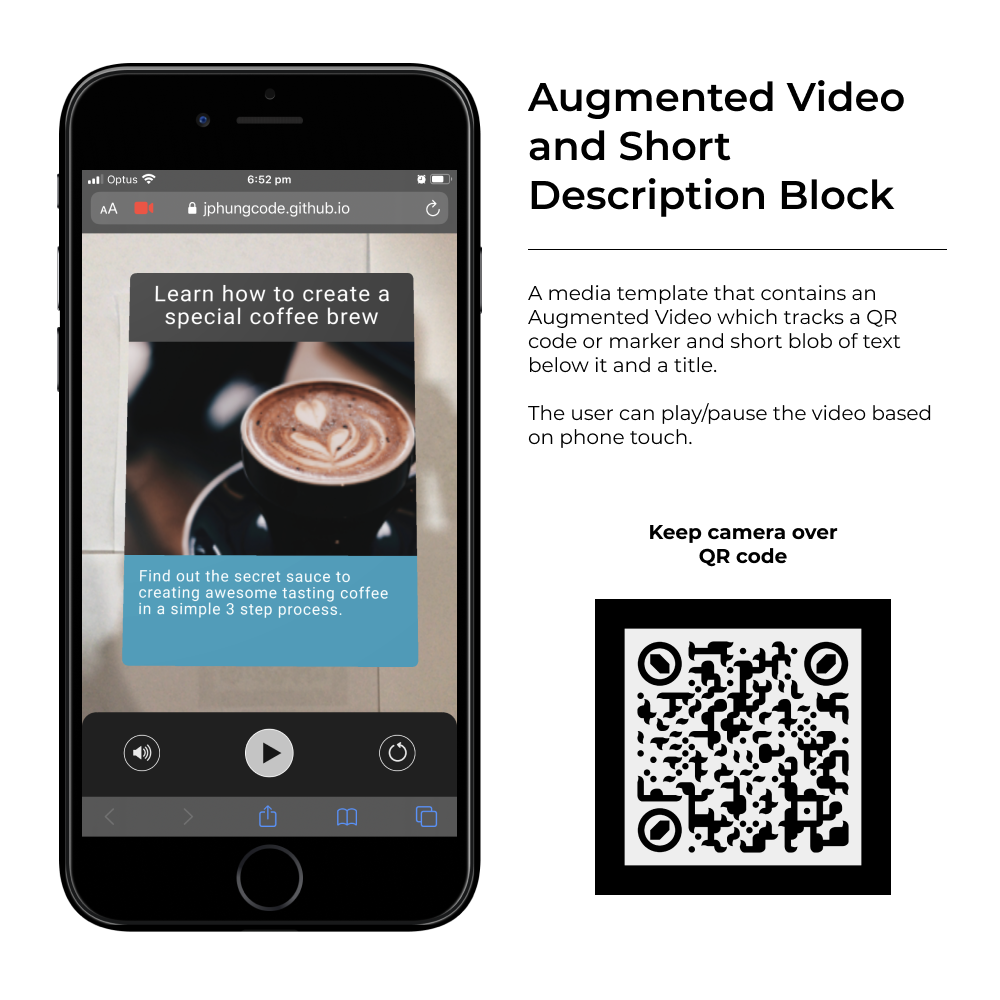 Optus
6:52 pm
AA
jphungcode.github.io
Learn how to create a
special coffee brew
Find out the secret sauce to
creating awesome tasting coffee
in a simple 3 step process.
Augmented Video
and Short
Description Block
A media template that contains an
Augmented Video which tracks a QR
code or marker and short blob of text
below it and a title.
The user can play/pause the video based
on phone touch.
Keep camera over
QR code